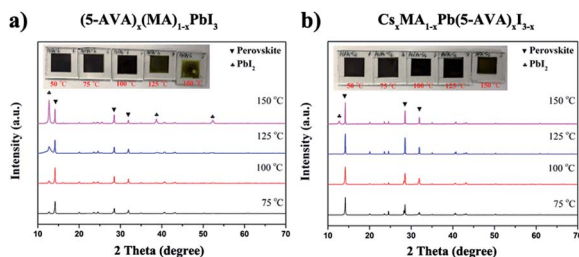 a)
(5-AVA)x(MA)1-xPbI3
▼ Perovskite
▲ PbI2
50 °C 75 °C 100 °C 125 °C 150 °C
150 °C
125 °C
100 °C
75 °C
Intensity (a.u.)
10 20 30 40 50 60 70
2 Theta (degree)
b)
CsxMA1-xPb(5-AVA)xI3-x
▼ Perovskite
▲ PbI2
50 °C 75 °C 100 °C 125 °C 150 °C
150 °C
125 °C
100 °C
75 °C
Intensity (a.u.)
10 20 30 40 50 60 70
2 Theta (degree)